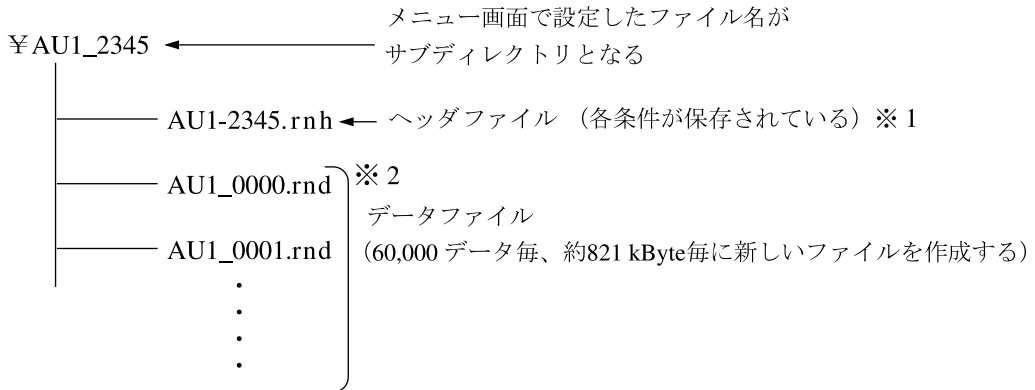 メニュー画面で設定したファイル名が
￥AU1_2345
サブディレクトリとなる
AU1-2345.rnh
ヘッダファイル （各条件が保存されている）※ 1
AU1_0000.rnd
※ 2
データファイル
AU1_0001.rnd
（60,000 データ毎、約821 kByte毎に新しいファイルを作成する）